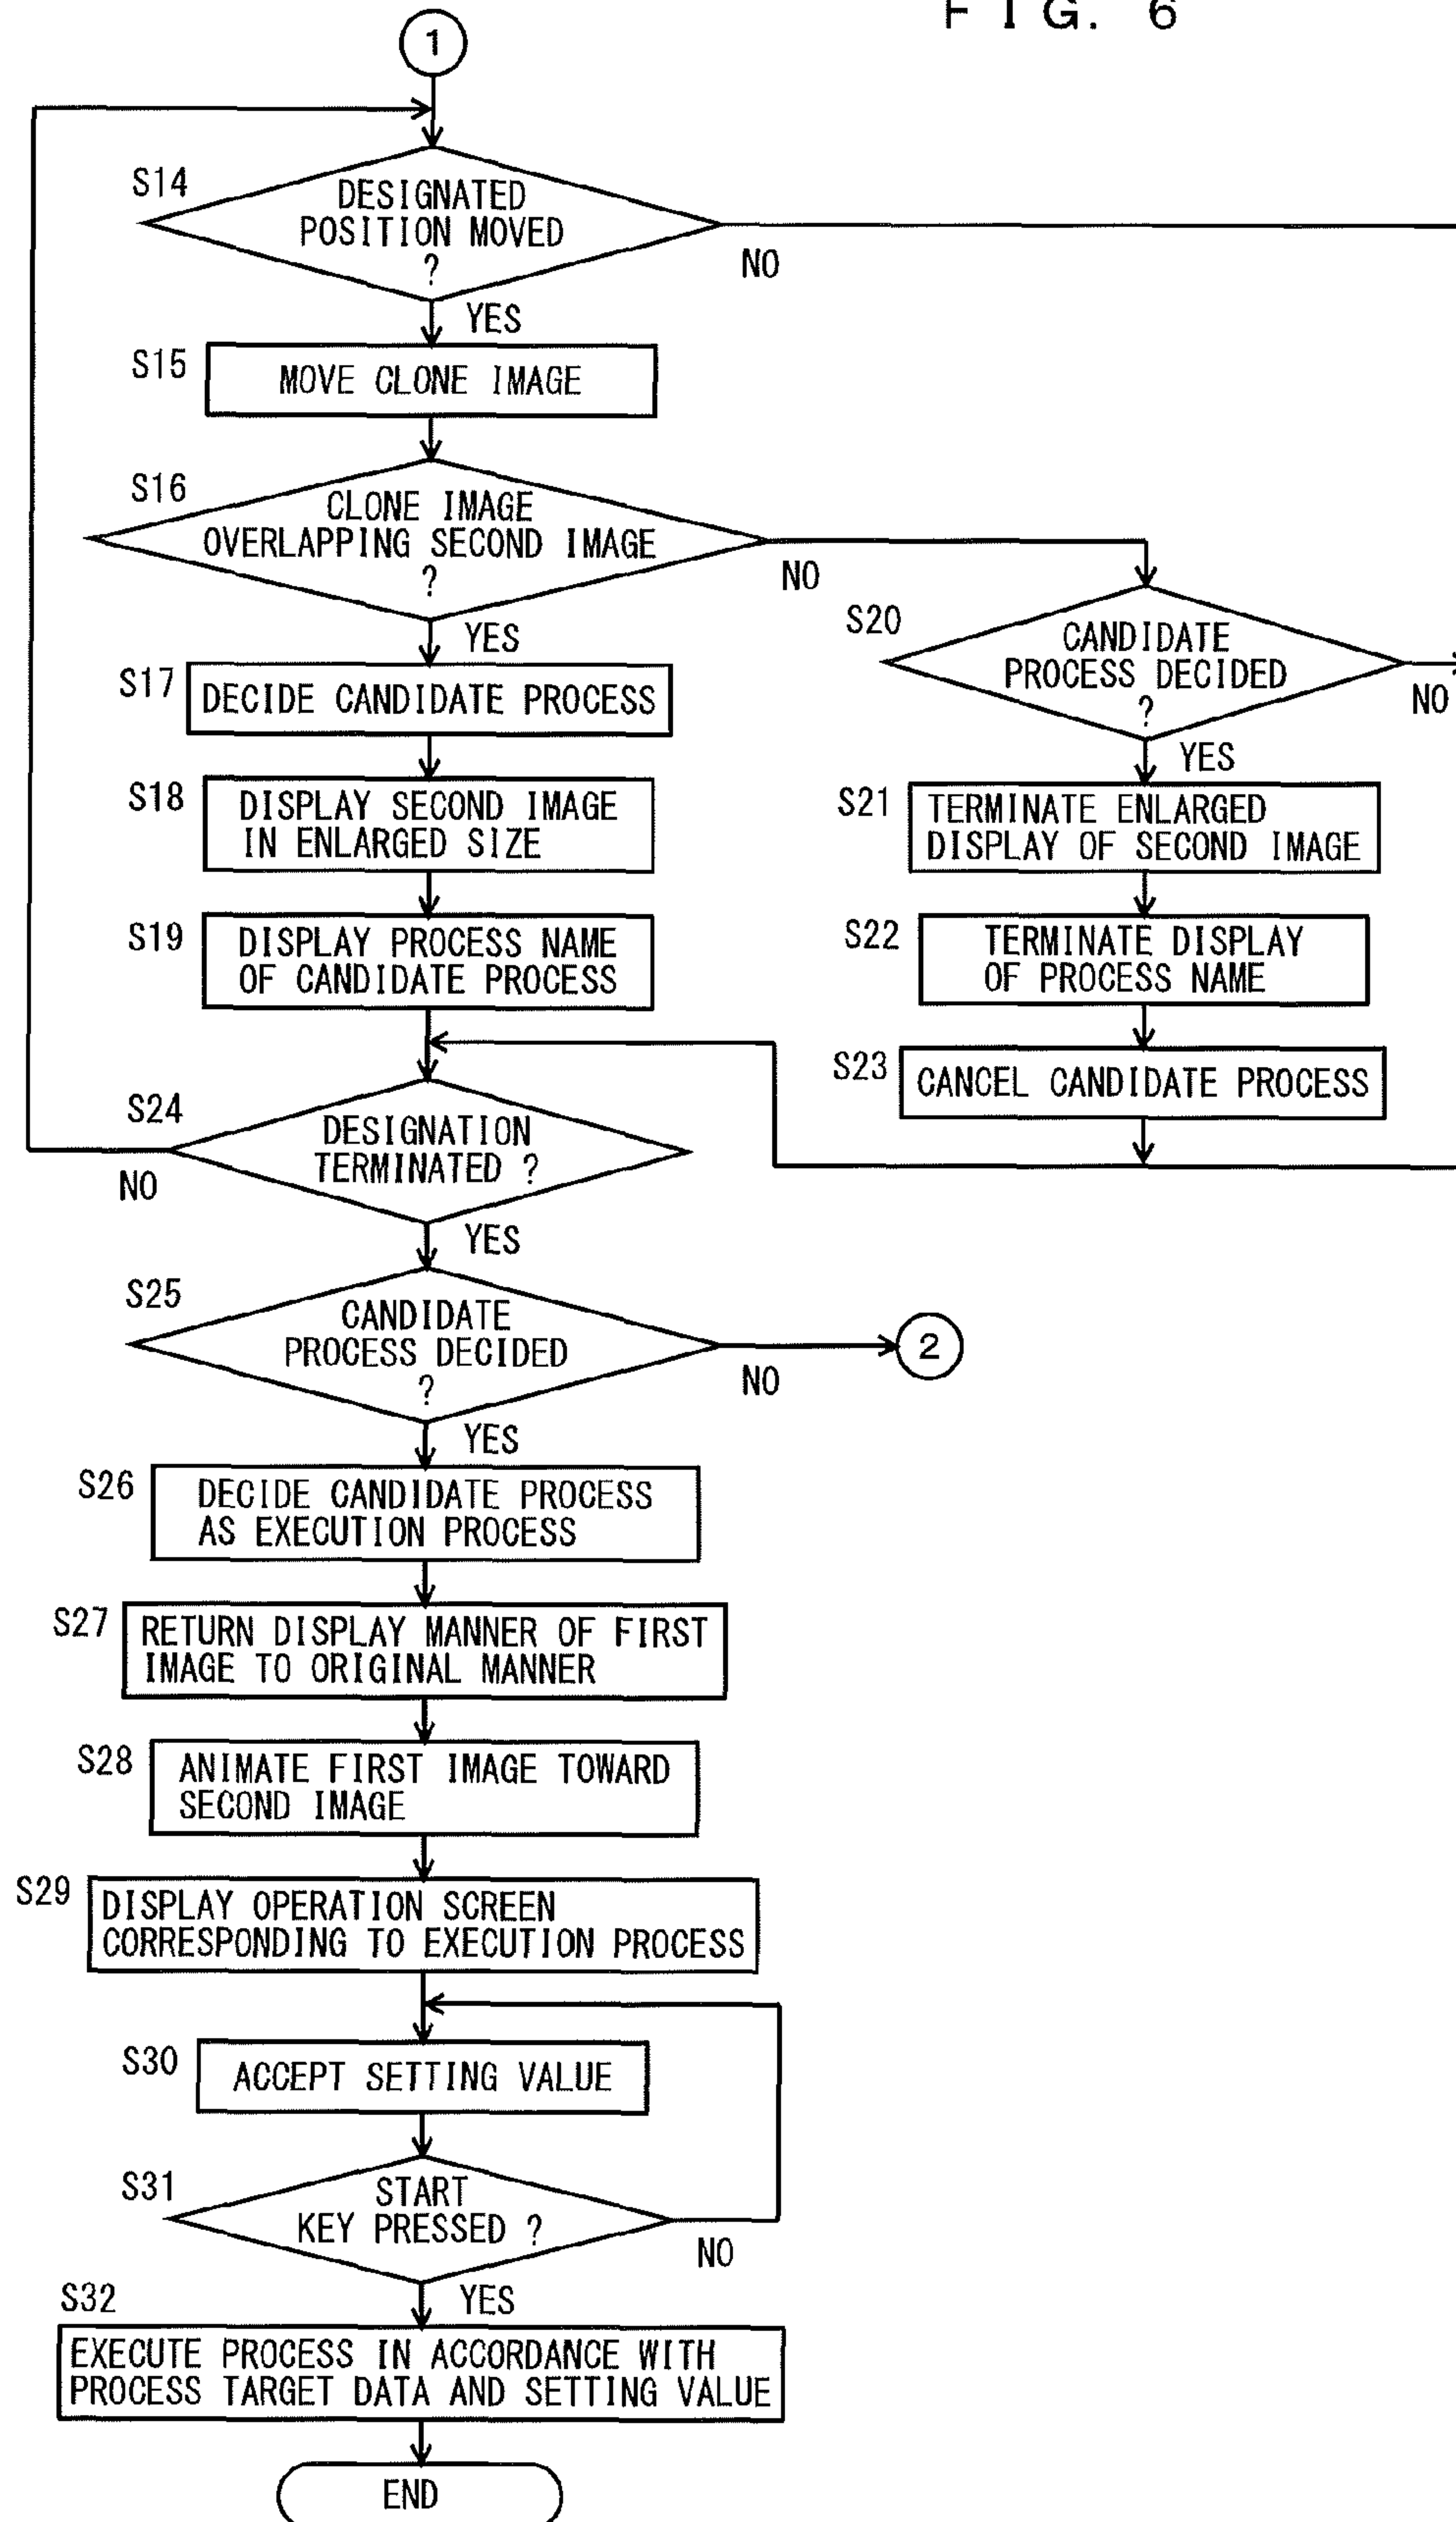 FIG. 6
1
S14
DESIGNATED
POSITION MOVED
?
NO
YES
S15
MOVE CLONE IMAGE
S16
CLONE IMAGE
OVERLAPPING SECOND IMAGE
?
NO
YES
S20
CANDIDATE
PROCESS DECIDED
?
NO
YES
S17
DECIDE CANDIDATE PROCESS
S18
DISPLAY SECOND IMAGE
IN ENLARGED SIZE
S21
TERMINATE ENLARGED
DISPLAY OF SECOND IMAGE
S19
DISPLAY PROCESS NAME
OF CANDIDATE PROCESS
S22
TERMINATE DISPLAY
OF PROCESS NAME
S23
CANCEL CANDIDATE PROCESS
S24
DESIGNATION
TERMINATED ?
NO
YES
S25
CANDIDATE
PROCESS DECIDED
?
NO
2
YES
S26
DECIDE CANDIDATE PROCESS
AS EXECUTION PROCESS
S27
RETURN DISPLAY MANNER OF FIRST
IMAGE TO ORIGINAL MANNER
S28
ANIMATE FIRST IMAGE TOWARD
SECOND IMAGE
S29
DISPLAY OPERATION SCREEN
CORRESPONDING TO EXECUTION PROCESS
S30
ACCEPT SETTING VALUE
S31
START
KEY PRESSED ?
NO
YES
S32
EXECUTE PROCESS IN ACCORDANCE WITH
PROCESS TARGET DATA AND SETTING VALUE
END